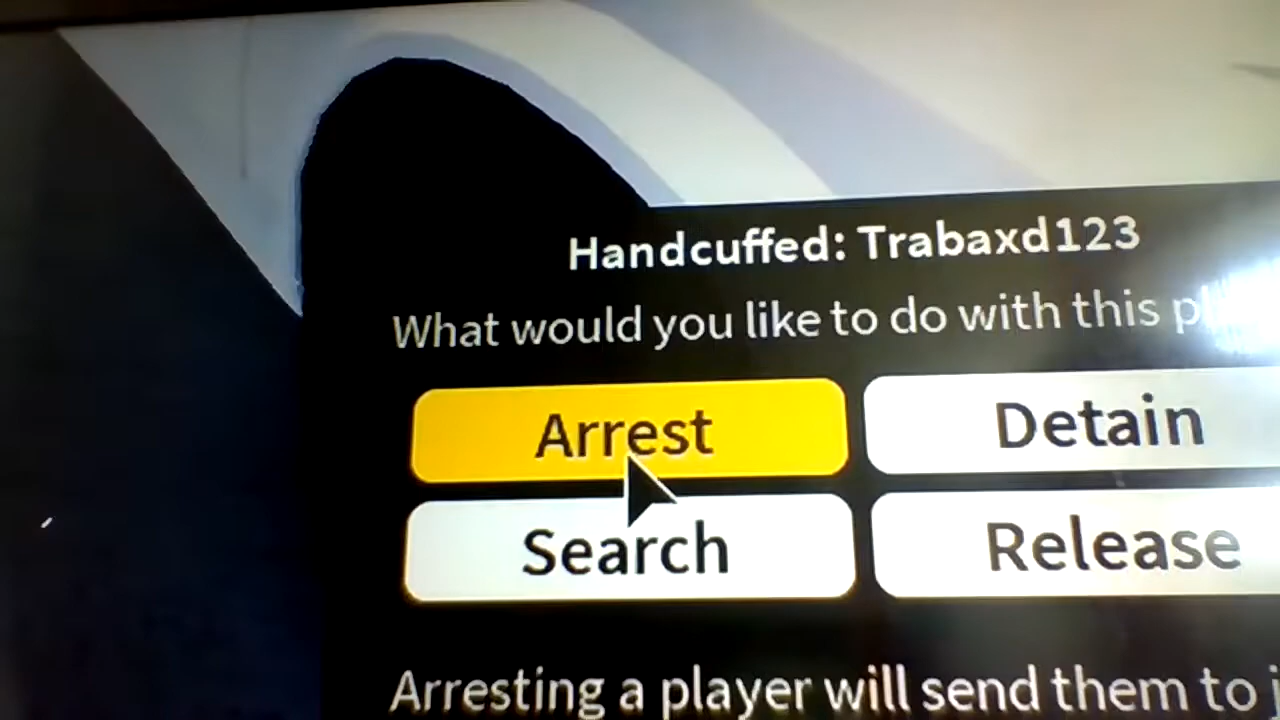 Handcuffed: Trabaxd123
What would you like to do with this
Arrest
Detain
Search
Release
Arresting a player will send them to